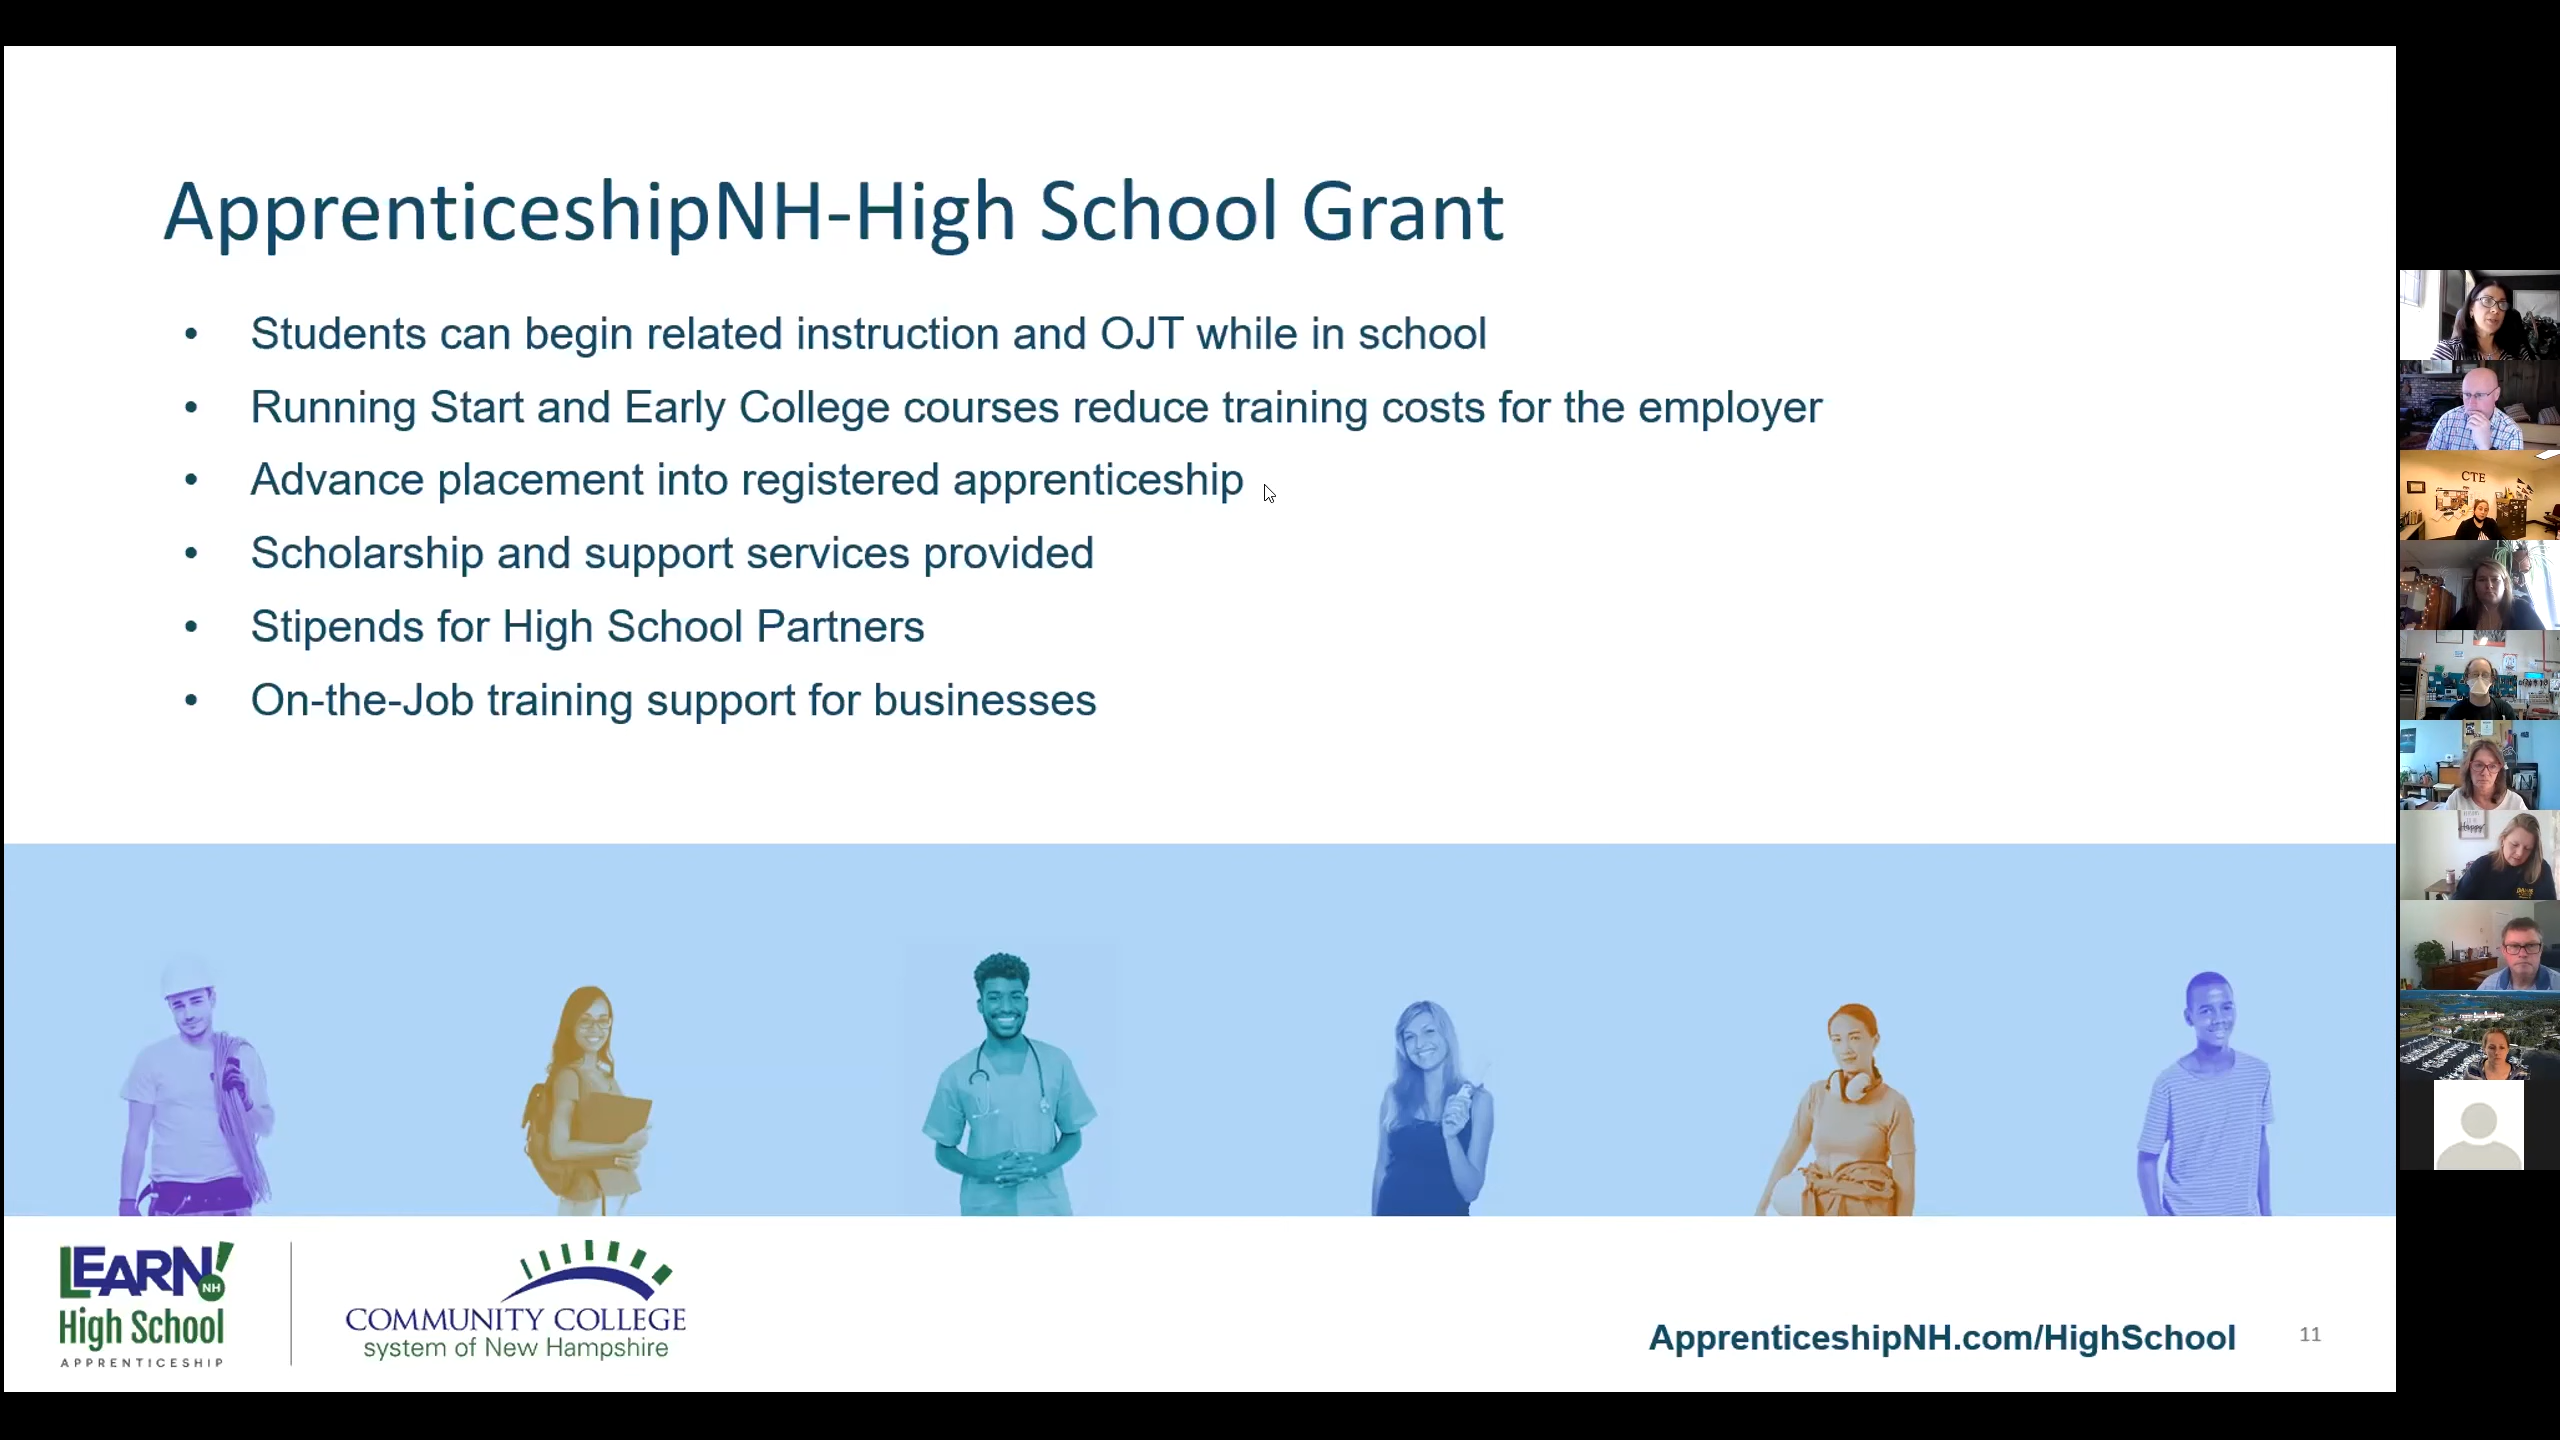 ApprenticeshipNH-High School Grant
• Students can begin related instruction and OJT while in school
• Running Start and Early College courses reduce training costs for the employer
• Advance placement into registered apprenticeship
• Scholarship and support services provided
• Stipends for High School Partners
• On-the-Job training support for businesses
LEARN!
NH
High School
APPRENTICESHIP
COMMUNITY COLLEGE
system of New Hampshire
ApprenticeshipNH.com/HighSchool
11
CTE